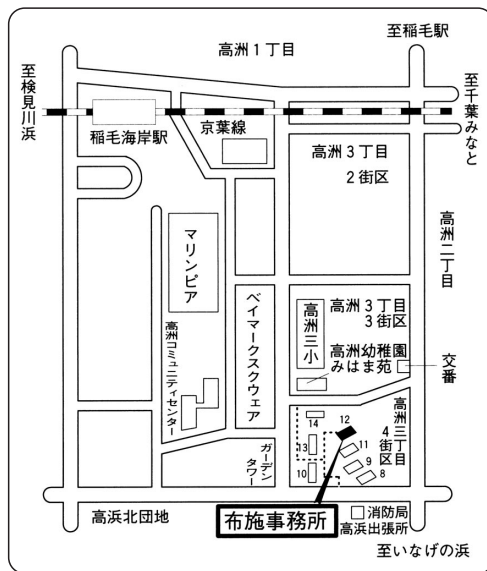 至稲毛駅
高洲1丁目
至検見川浜
至千葉みなと
稲毛海岸駅
京葉線
高洲3丁目
2街区
高洲二丁目
マリンピア
ベイマークスクウェア
高洲三小
高洲3丁目
3街区
高洲幼稚園
みはま苑
交番
高洲コミュニティセンター
高洲三丁目
4街区
14
12
13
11
10
9
8
ガーデン
タワー
高浜北団地
布施事務所
消防局
高浜出張所
至いなげの浜